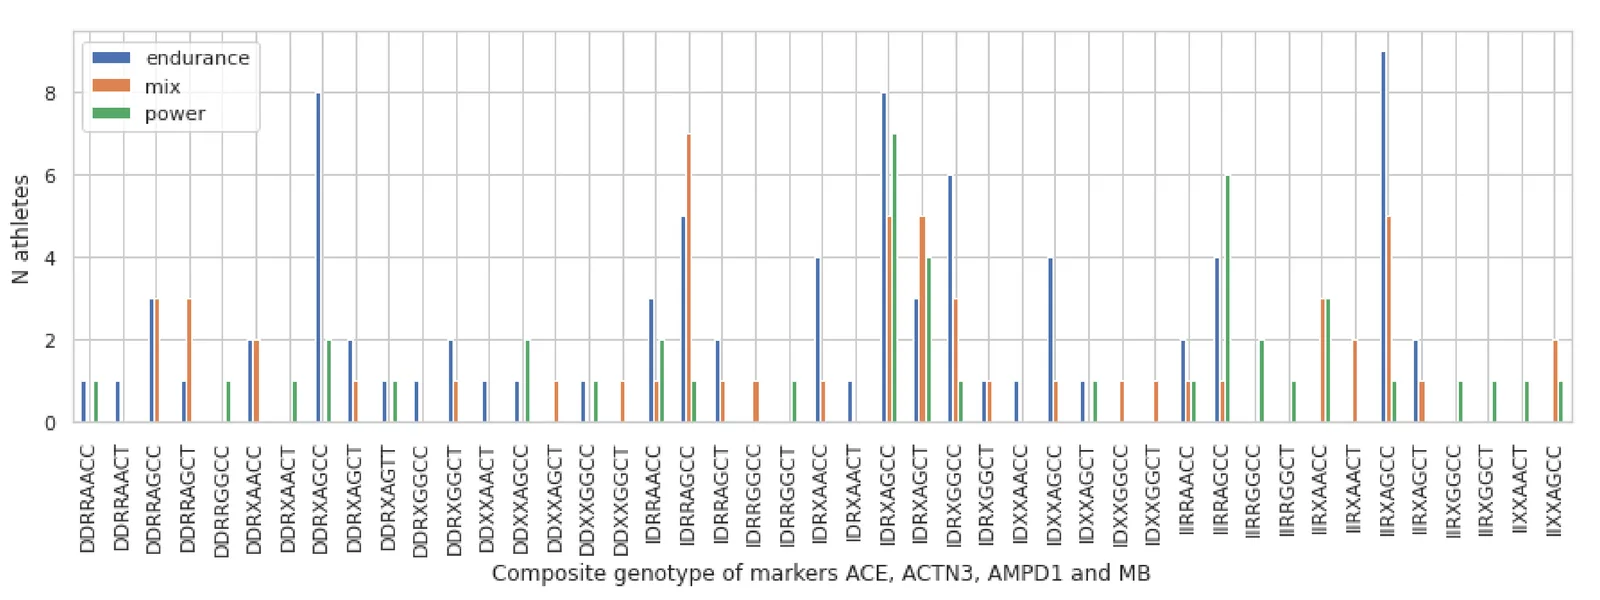 endurance
mix
power
N athletes
8
6
4
2
0
DDRRAACC
DDRRAACT
DDRRAGCC
DDRRAGCT
DDRRGGCC
DDRXAACC
DDRXAACT
DDRXAGCC
DDRXAGCT
DDRXAGTT
DDRXGGCC
DDRXGGCT
DDXXAACT
DDXXAGCC
DDXXAGCT
DDXXGGCC
DDXXGGCT
IDRRAACC
IDRRAGCC
IDRRAGCT
IDRRGGCC
IDRRGGCT
IDRXAACC
IDRXAACT
IDRXAGCC
IDRXAGCT
IDRXGGCC
IDRXGGCT
IDXXAACC
IDXXAGCC
IDXXAGCT
IDXXGGCC
IDXXGGCT
IIRRAACC
IIRRAGCC
IIRRGGCC
IIRRGGCT
IIRXAACC
IIRXAACT
IIRXAGCC
IIRXAGCT
IIRXGGCC
IIRXGGCT
IIXXAACT
IIXXAGCC
Composite genotype of markers ACE, ACTN3, AMPD1 and MB